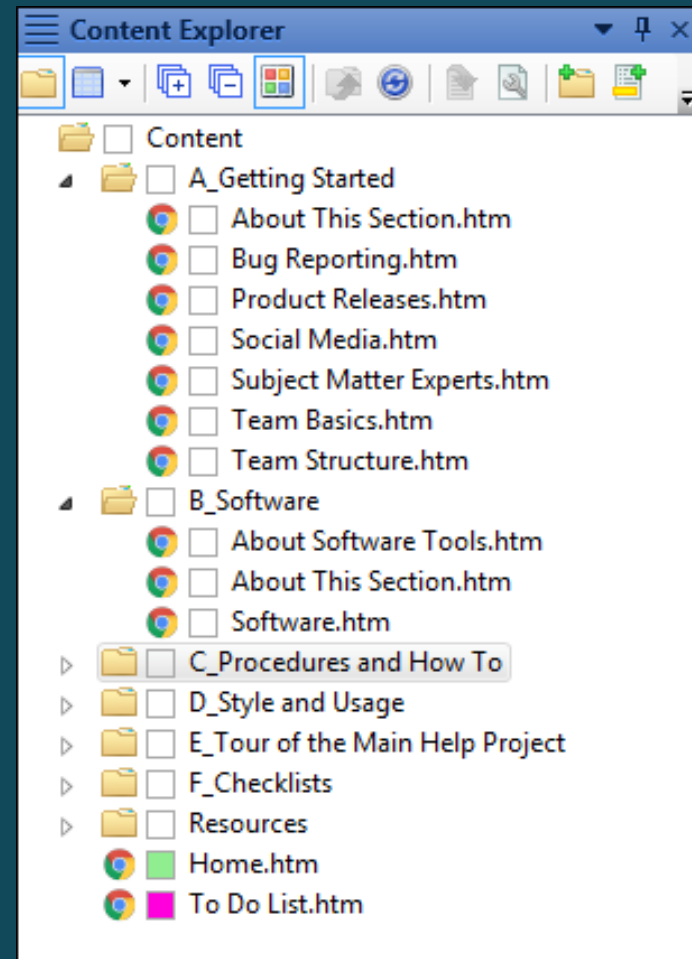 Content Explorer
Content
A_Getting Started
About This Section.htm
Bug Reporting.htm
Product Releases.htm
Social Media.htm
Subject Matter Experts.htm
Team Basics.htm
Team Structure.htm
B_Software
About Software Tools.htm
About This Section.htm
Software.htm
C_Procedures and How To
D_Style and Usage
E_Tour of the Main Help Project
F_Checklists
Resources
Home.htm
To Do List.htm